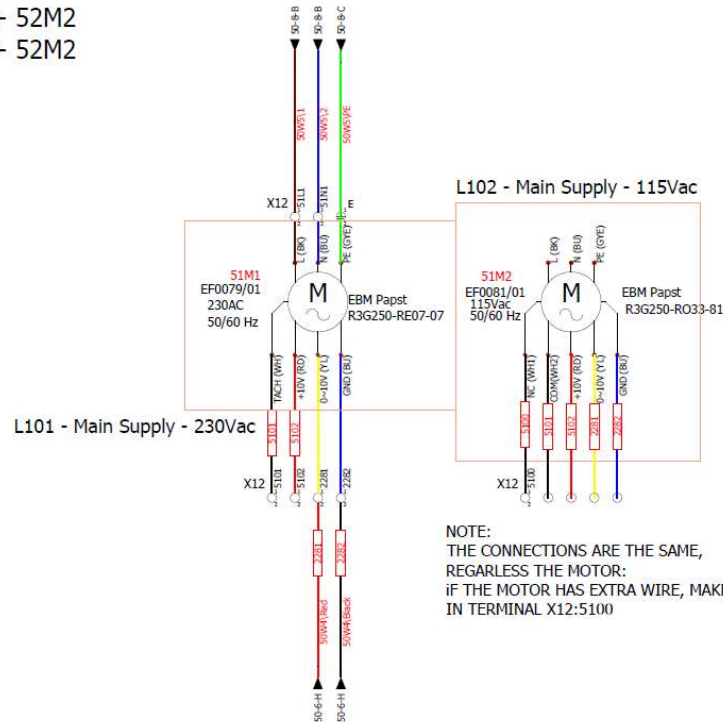 + 52M2
+ 52M2
50-8-B
50-8-B
50-8-C
50W5\1
50W5\2
50W5\PE
X12
51L1
51N1
E
L102 - Main Supply - 115Vac
L (BK)
N (BU)
PE (GYE)
L (BK)
N (BU)
PE (GYE)
51M1
EF0079/01
230AC
50/60 Hz
M
EBM Papst
R3G250-RE07-07
51M2
EF0081/01
115Vac
50/60 Hz
M
EBM Papst
R3G250-RO33-81
TACH (WH)
+10V (RD)
0~10V (YL)
GND (BU)
NC (WH1)
COM(WH2)
+10V (RD)
0~10V (YL)
GND (BU)
L101 - Main Supply - 230Vac
5101
5102
5100
5101
5102
2281
2282
X12
5101
5102
2281
2282
X12
5100
NOTE:
THE CONNECTIONS ARE THE SAME,
REGARLESS THE MOTOR:
iF THE MOTOR HAS EXTRA WIRE, MAKE
IN TERMINAL X12:5100
2281
2282
50W4\Red
50W4\Black
50-6-H
50-6-H